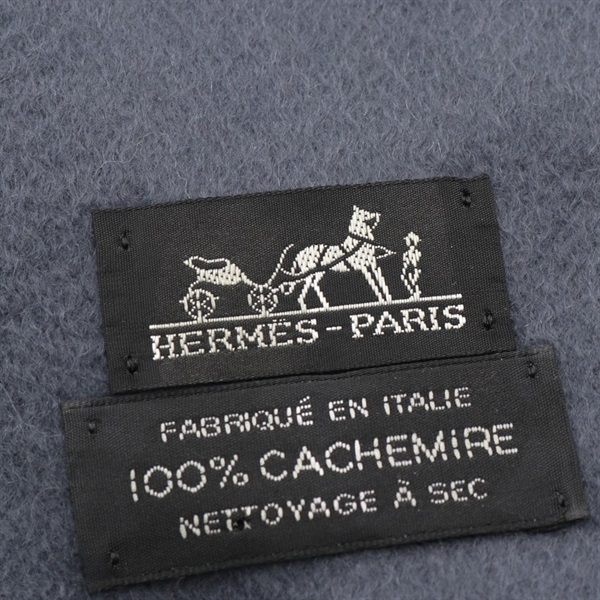 HERMÈS-PARIS
FABRIQUÉ EN ITALIE
100% CACHEMIRE
NETTOYAGE À SEC